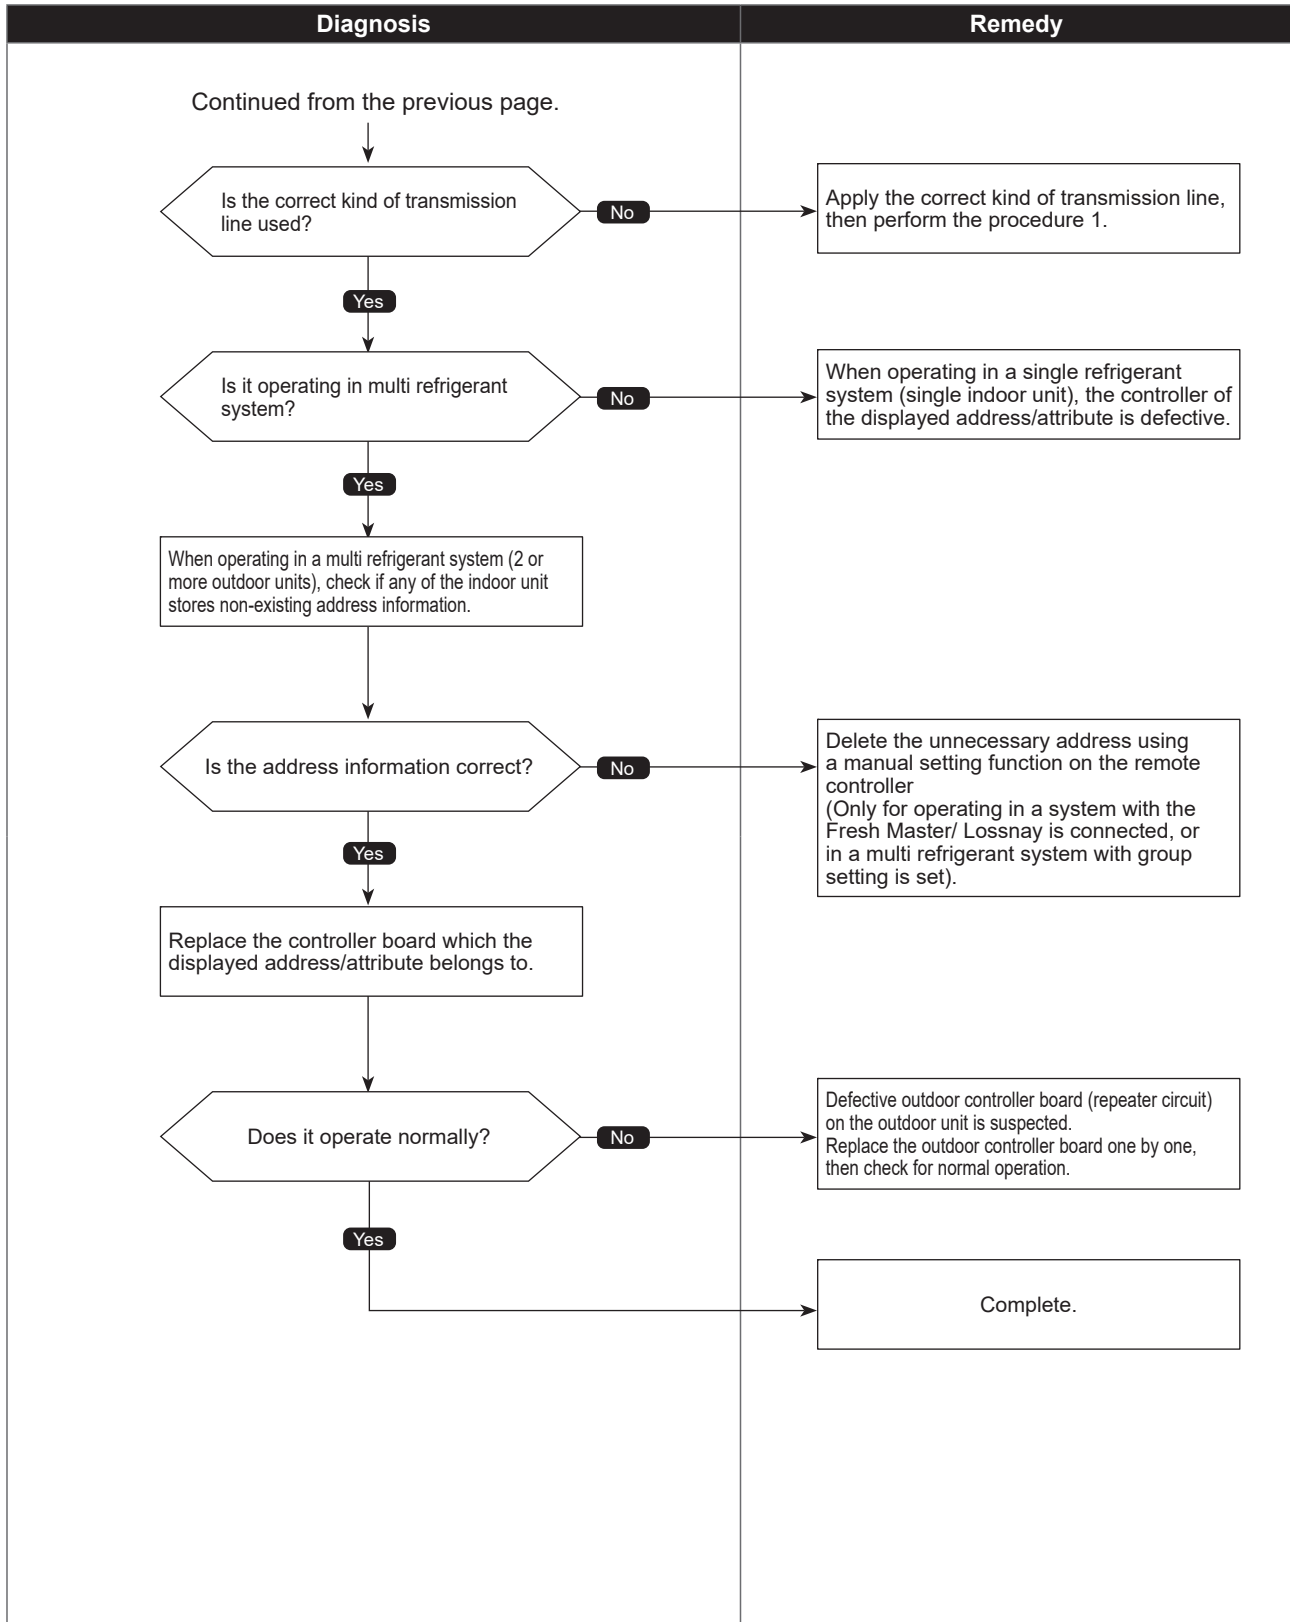 Diagnosis
Remedy
Continued from the previous page.
Is the correct kind of transmission
line used?
No
Apply the correct kind of transmission line,
then perform the procedure 1.
Yes
Is it operating in multi refrigerant
system?
No
When operating in a single refrigerant
system (single indoor unit), the controller of
the displayed address/attribute is defective.
Yes
When operating in a multi refrigerant system (2 or
more outdoor units), check if any of the indoor unit
stores non-existing address information.
Is the address information correct?
No
Delete the unnecessary address using
a manual setting function on the remote
controller
(Only for operating in a system with the
Fresh Master/ Lossnay is connected, or
in a multi refrigerant system with group
setting is set).
Yes
Replace the controller board which the
displayed address/attribute belongs to.
Does it operate normally?
No
Defective outdoor controller board (repeater circuit)
on the outdoor unit is suspected.
Replace the outdoor controller board one by one,
then check for normal operation.
Yes
Complete.